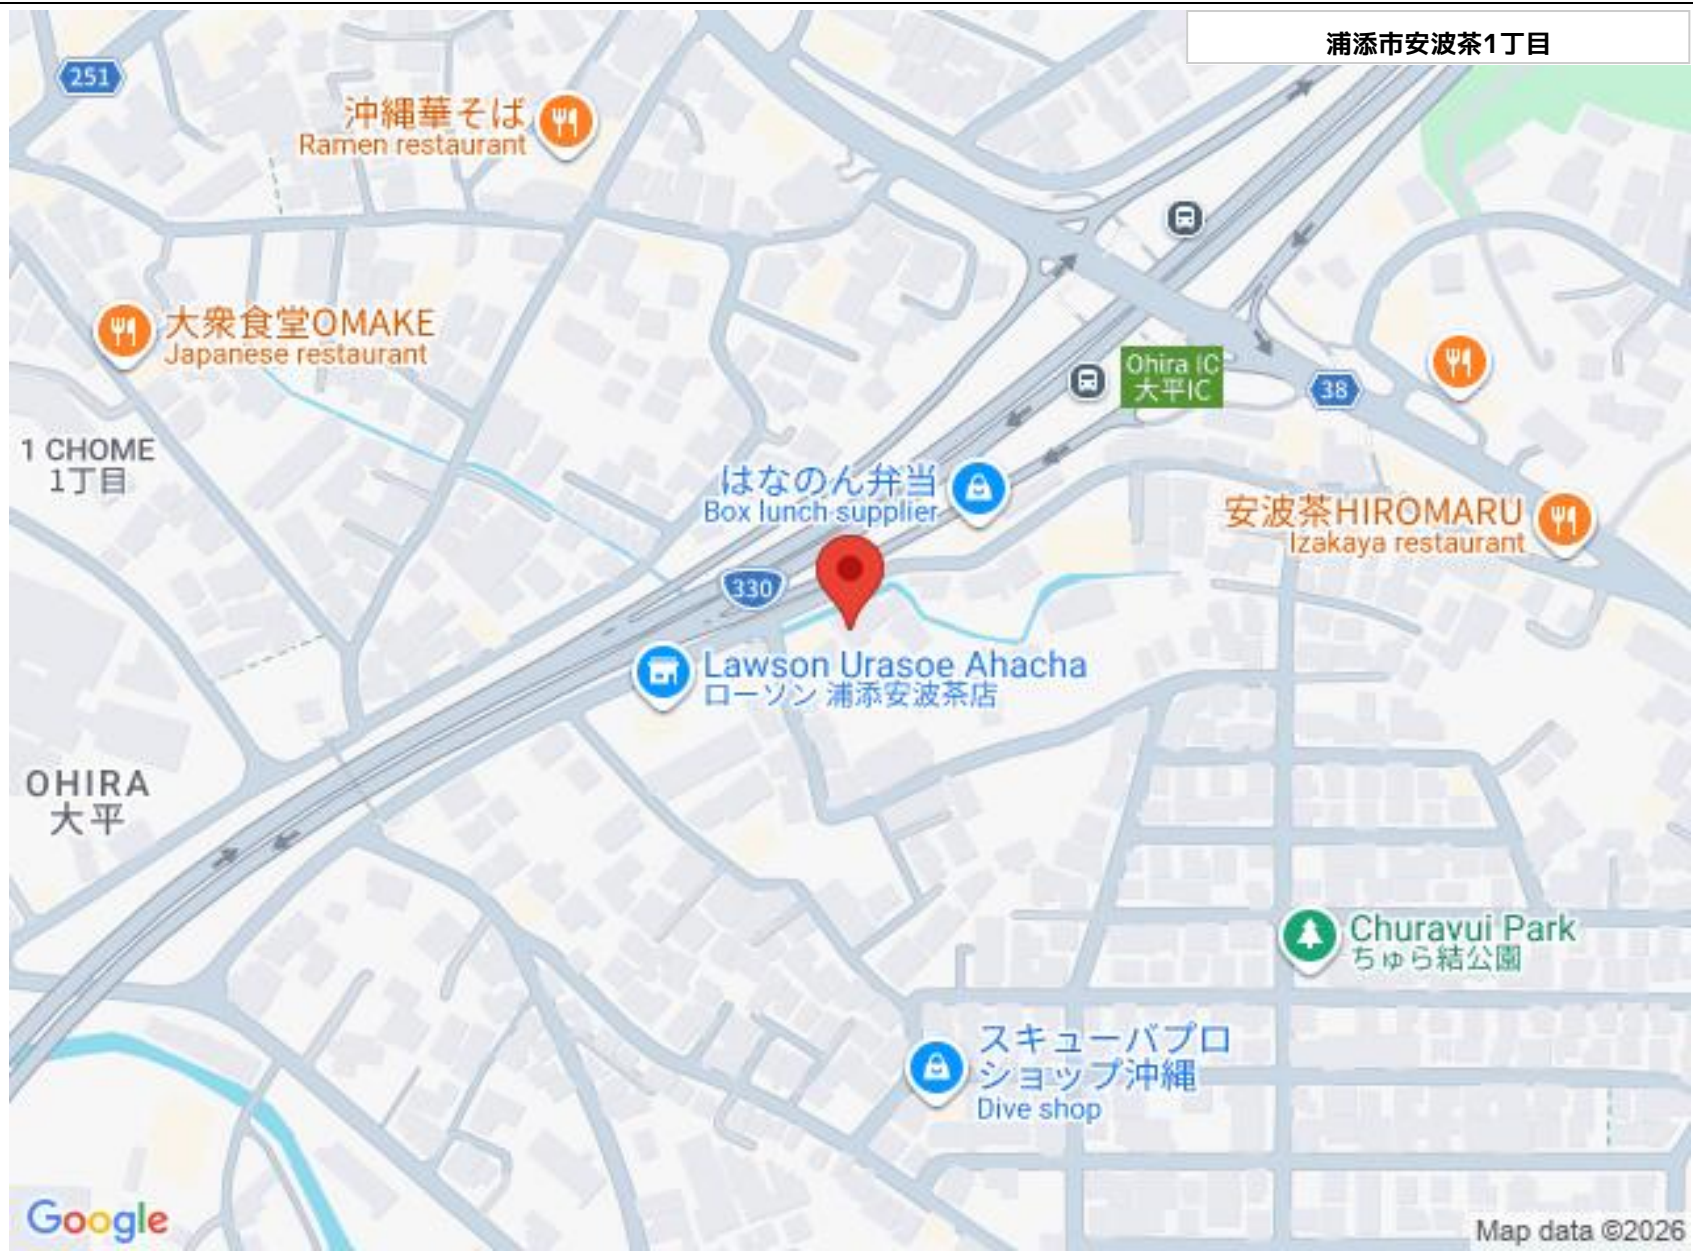 浦添市安波茶1丁目
251
沖縄華そば
Ramen restaurant
大衆食堂OMAKE
Japanese restaurant
Ohira IC
大平IC
38
1 CHOME
1丁目
はなのん弁当
Box lunch supplier
安波茶HIROMARU
Izakaya restaurant
330
Lawson Urasoe Ahacha
ローソン 浦添安波茶店
OHIRA
大平
Churavui Park
ちゅら結公園
スキューバプロ
ショップ沖縄
Dive shop
Google
Map data ©2026